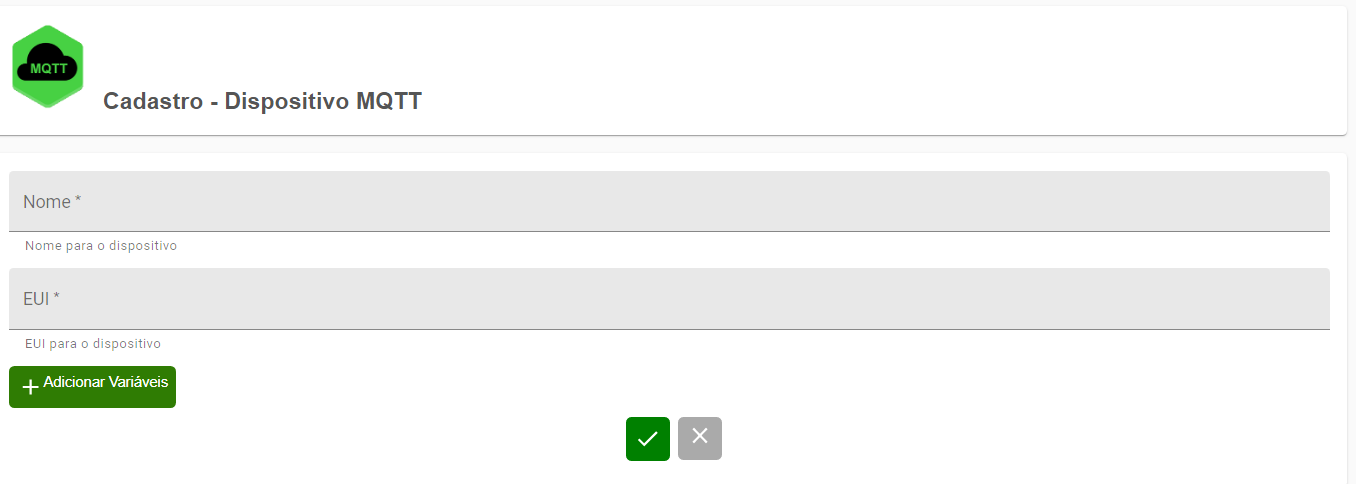 MQTT
Cadastro - Dispositivo MQTT
Nome *
Nome para o dispositivo
EUI *
EUI para o dispositivo
Adicionar Variáveis